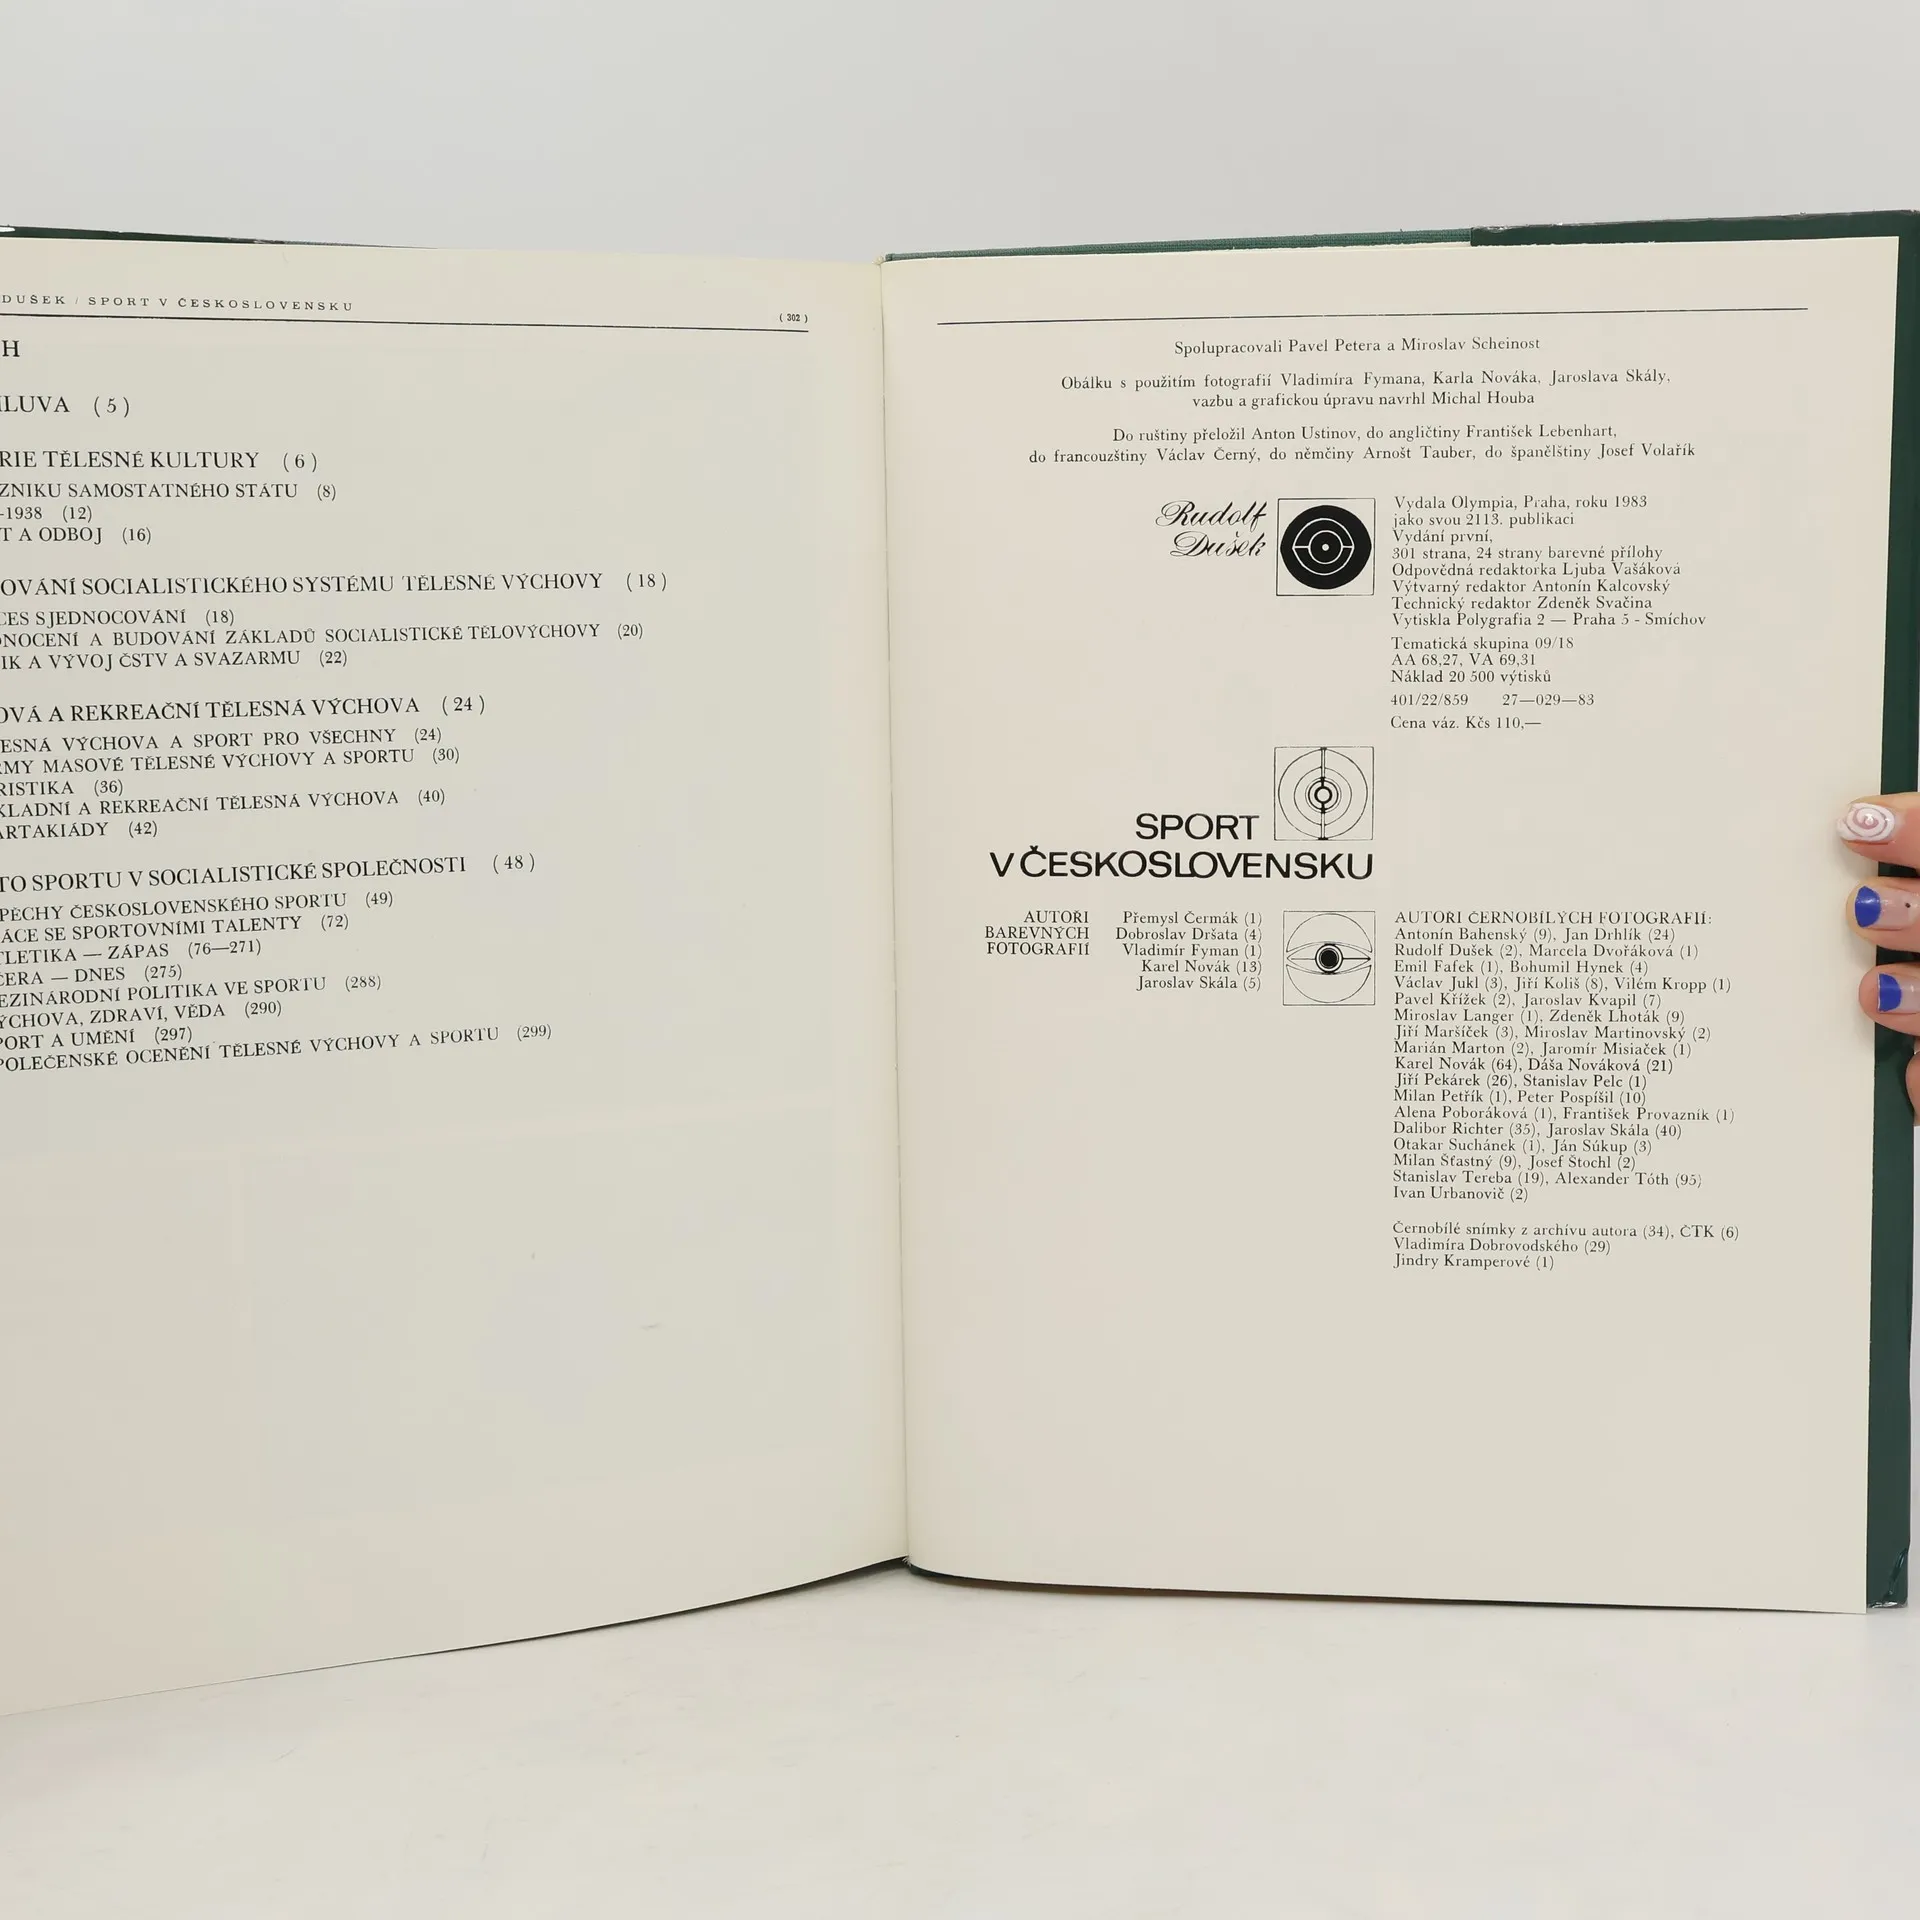 DUŠEK / SPORT V ČESKOSLOVENSKU
( 302 )
H
LUVA ( 5 )
RIE TĚLESNÉ KULTURY ( 6 )
ZNIKU SAMOSTATNÉHO STÁTU (8)
-1938 (12)
T A ODBOJ (16)
OVÁNÍ SOCIALISTICKÉHO SYSTÉMU TĚLESNÉ VÝCHOVY ( 18 )
CES SJEDNOCOVÁNÍ (18)
NOCENÍ A BUDOVÁNÍ ZÁKLADŮ SOCIALISTICKÉ TĚLOVÝCHOVY (20)
IK A VÝVOJ ČSTV A SVAZARMU (22)
OVÁ A REKREAČNÍ TĚLESNÁ VÝCHOVA ( 24 )
ESNÁ VÝCHOVA A SPORT PRO VŠECHNY (24)
RMY MASOVÉ TĚLESNÉ VÝCHOVY A SPORTU (30)
RISTIKA (36)
KLADNÍ A REKREAČNÍ TĚLESNÁ VÝCHOVA (40)
ARTAKIÁDY (42)
TO SPORTU V SOCIALISTICKÉ SPOLEČNOSTI ( 48 )
PĚCHY ČESKOSLOVENSKÉHO SPORTU (49)
ÁCE SE SPORTOVNÍMI TALENTY (72)
TLETIKA — ZÁPAS (76—271)
ČERA — DNES (275)
EZINÁRODNÍ POLITIKA VE SPORTU (288)
ÝCHOVA, ZDRAVÍ, VĚDA (290)
PORT A UMĚNÍ (297)
POLEČENSKÉ OCENĚNÍ TĚLESNÉ VÝCHOVY A SPORTU (299)
Spolupracovali Pavel Petera a Miroslav Scheinost
Obálku s použitím fotografií Vladimíra Fymana, Karla Nováka, Jaroslava Skály,
vazbu a grafickou úpravu navrhl Michal Houba
Do ruštiny přeložil Anton Ustinov, do angličtiny František Lebenhart,
do francouzštiny Václav Černý, do němčiny Arnošt Tauber, do španělštiny Josef Volařík
Rudolf
Dušek
Vydala Olympia, Praha, roku 1983
jako svou 2113. publikaci
Vydání první,
301 strana, 24 strany barevné přílohy
Odpovědná redaktorka Ljuba Vašáková
Výtvarný redaktor Antonín Kalcovský
Technický redaktor Zdeněk Svačina
Vytiskla Polygrafia 2 — Praha 5 - Smíchov
Tematická skupina 09/18
AA 68,27, VA 69,31
Náklad 20 500 výtisků
401/22/859 27—029—83
Cena váz. Kčs 110,—
SPORT
V ČESKOSLOVENSKU
AUTOŘI
BAREVNÝCH
FOTOGRAFIÍ
Přemysl Čermák (1)
Dobroslav Dršata (4)
Vladimír Fyman (1)
Karel Novák (13)
Jaroslav Skála (5)
AUTOŘI ČERNOBÍLÝCH FOTOGRAFIÍ:
Antonín Bahenský (9), Jan Drhlík (24)
Rudolf Dušek (2), Marcela Dvořáková (1)
Emil Fafek (1), Bohumil Hynek (4)
Václav Jukl (3), Jiří Koliš (8), Vilém Kropp (1)
Pavel Křížek (2), Jaroslav Kvapil (7)
Miroslav Langer (1), Zdeněk Lhoták (9)
Jiří Maršíček (3), Miroslav Martinovský (2)
Marián Marton (2), Jaromír Misiaček (1)
Karel Novák (64), Dáša Nováková (21)
Jiří Pekárek (26), Stanislav Pelc (1)
Milan Petřík (1), Peter Pospíšil (10)
Alena Poboráková (1), František Provazník (1)
Dalibor Richter (35), Jaroslav Skála (40)
Otakar Suchánek (1), Ján Súkup (3)
Milan Šťastný (9), Josef Štochl (2)
Stanislav Tereba (19), Alexander Tóth (95)
Ivan Urbanovič (2)
Černobílé snímky z archívu autora (34), ČTK (6)
Vladimíra Dobrovodského (29)
Jindry Kramperové (1)